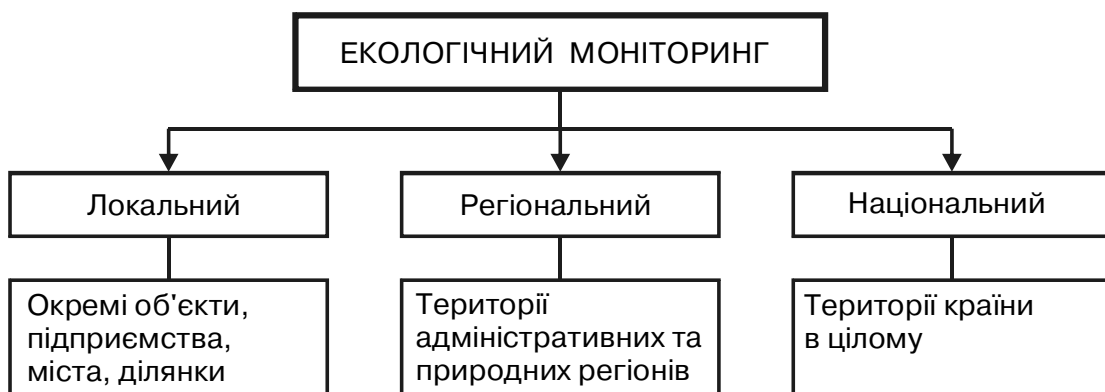 ЕКОЛОГІЧНИЙ МОНІТОРИНГ
Локальний
Регіональний
Національний
Окремі об'єкти,
підприємства,
міста, ділянки
Території
адміністративних та
природних регіонів
Території країни
в цілому